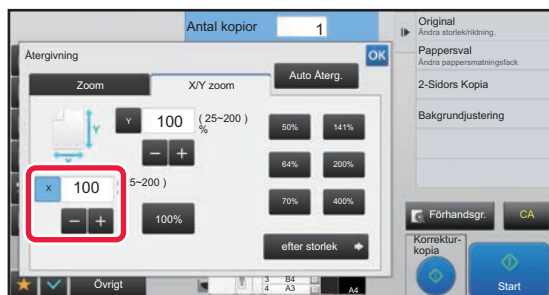 Antal kopior 1
Återgivning
OK
Zoom
X/Y zoom
Auto Återg.
Y
Y 100 ( 25~200 )
%
50% 141%
64% 200%
70% 400%
X 100 5~200 )
100%
efter storlek
Original
Ändra storlek/riktning.
Pappersval
Ändra pappersmatningsfack
2-Sidors Kopia
Bakgrundjustering
Förhandsgr.
CA
Korrektur-
kopia
Start
Övrigt
3 B4
4 A3
A4